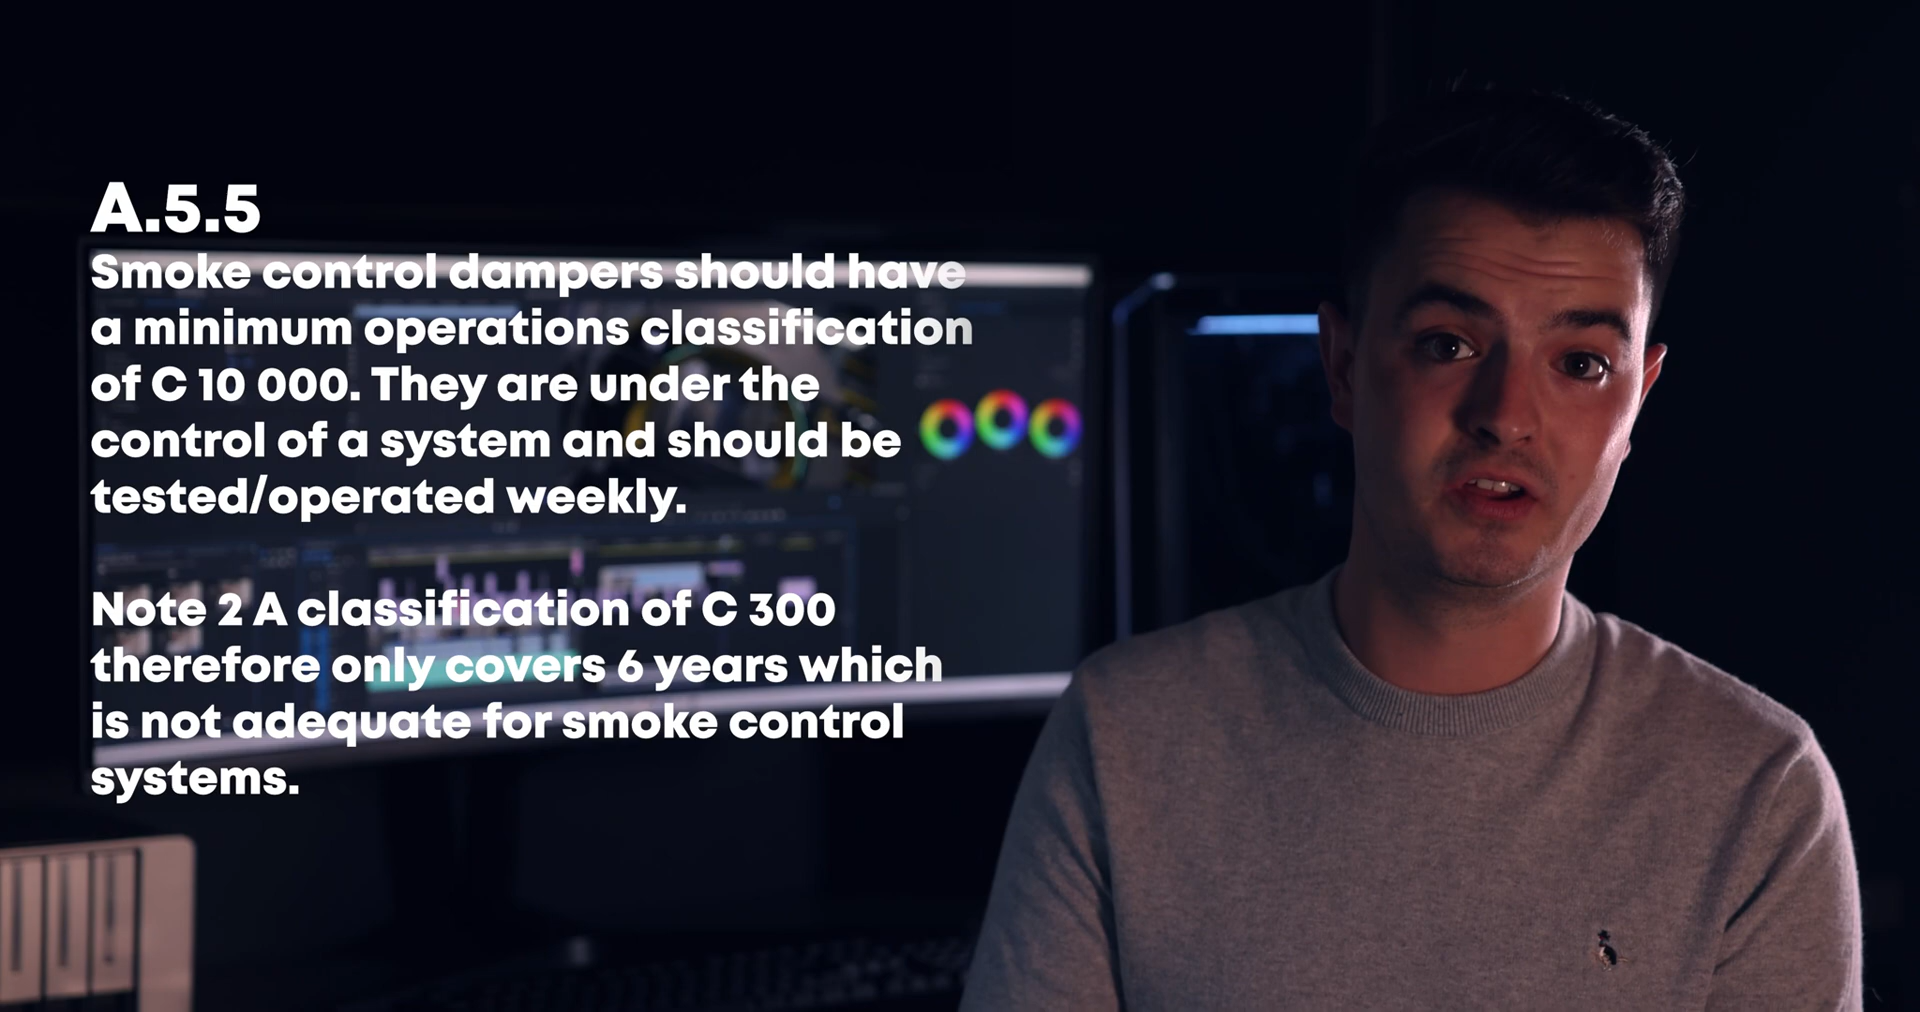 A.5.5
Smoke control dampers should have
a minimum operations classification
of C 10 000. They are under the
control of a system and should be
tested/operated weekly.
Note 2 A classification of C 300
therefore only covers 6 years which
is not adequate for smoke control
systems.